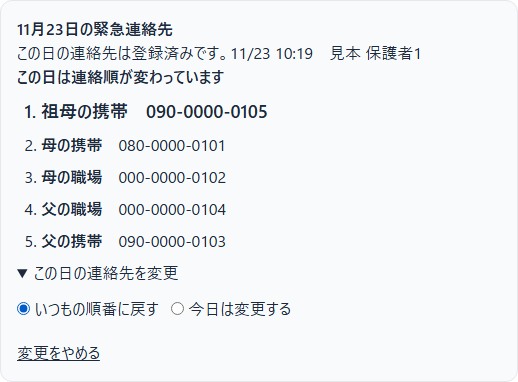 11月23日の緊急連絡先
この日の連絡先は登録済みです。11/23 10:19 見本 保護者1
この日は連絡順が変わっています
1. 祖母の携帯 090-0000-0105
2. 母の携帯 080-0000-0101
3. 母の職場 000-0000-0102
4. 父の職場 000-0000-0104
5. 父の携帯 090-0000-0103
▼ この日の連絡先を変更
いつもの順番に戻す 今日は変更する
変更をやめる